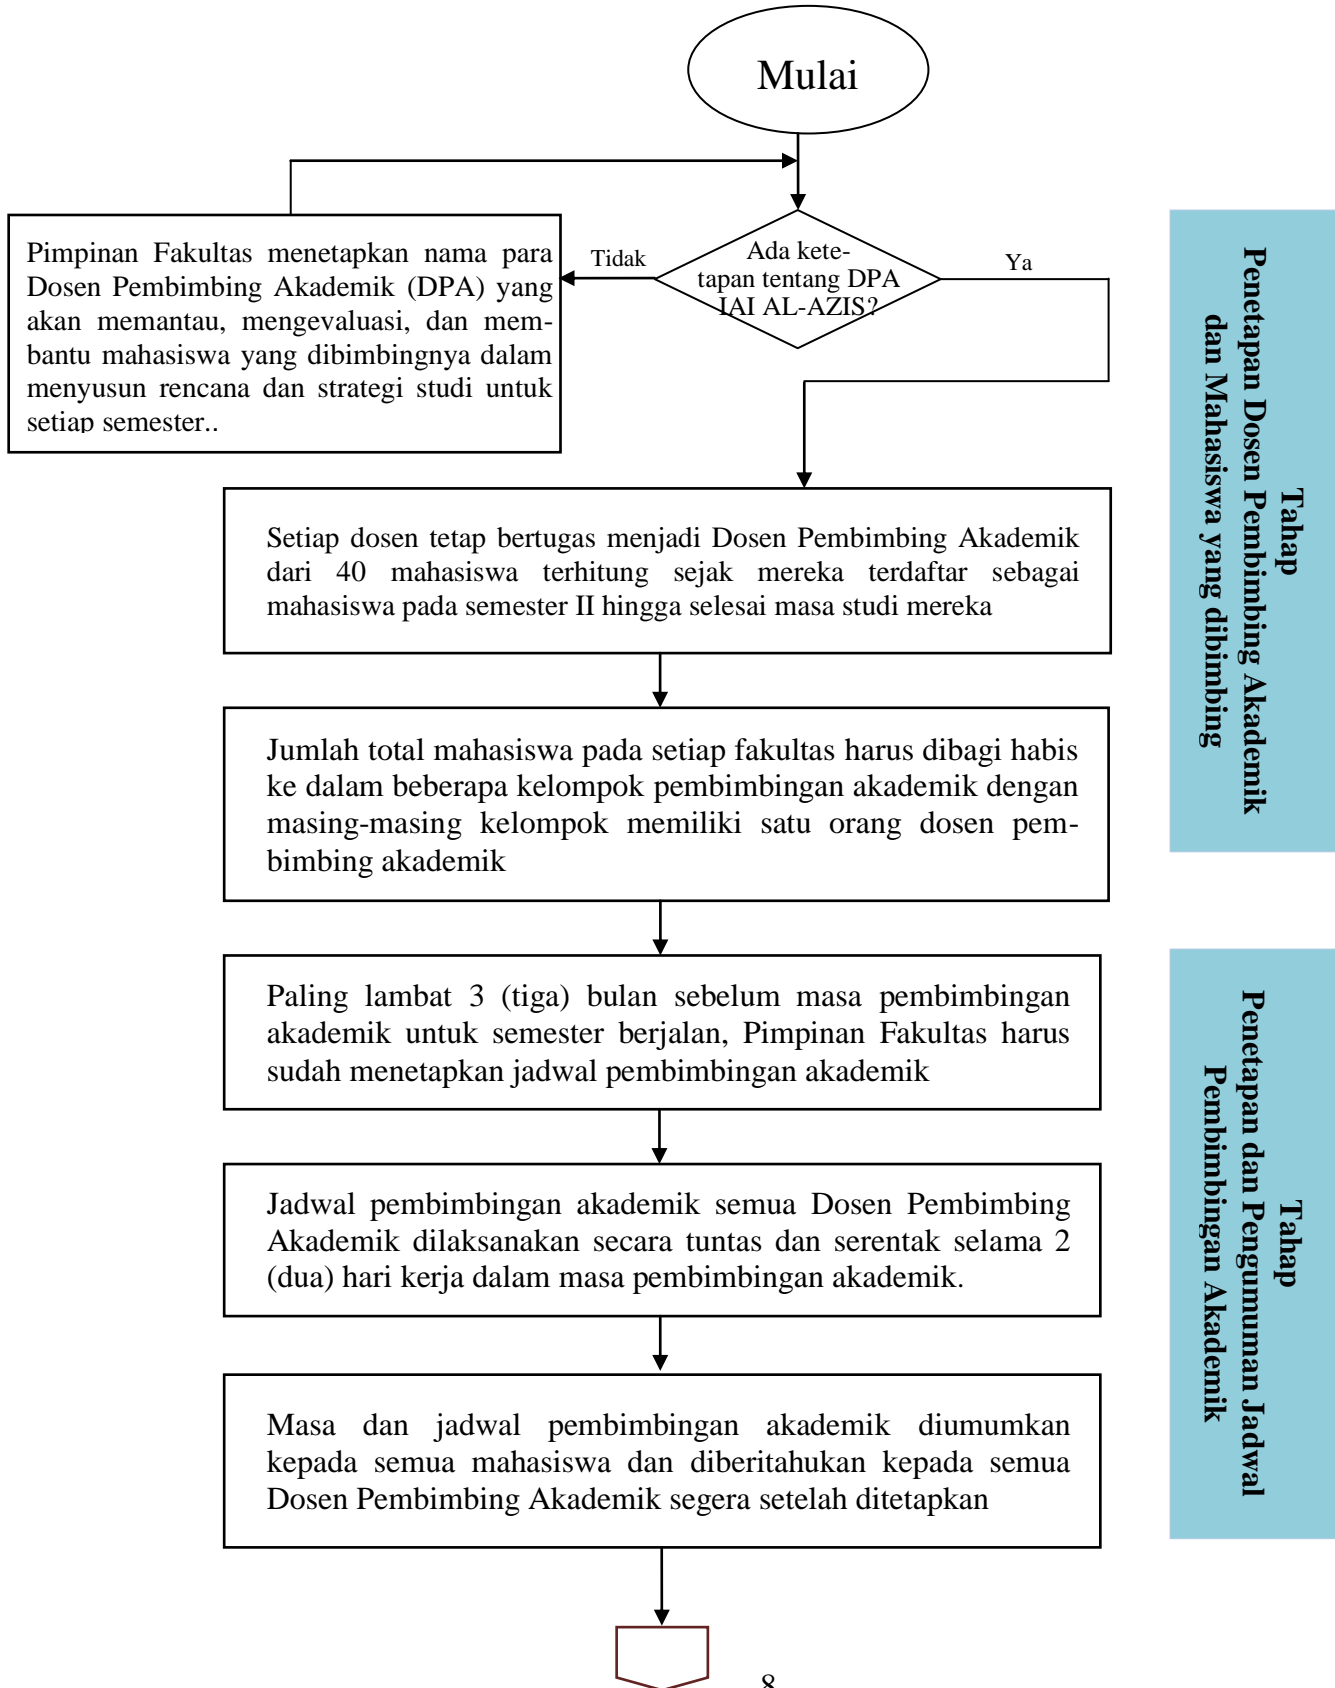 Mulai
Pimpinan Fakultas menetapkan nama para
Dosen Pembimbing Akademik (DPA) yang
akan memantau, mengevaluasi, dan mem-
bantu mahasiswa yang dibimbingnya dalam
menyusun rencana dan strategi studi untuk
setiap semester..
Tidak
Ada kete-
tapan tentang DPA
IAI AL-AZIS?
Ya
Setiap dosen tetap bertugas menjadi Dosen Pembimbing Akademik
dari 40 mahasiswa terhitung sejak mereka terdaftar sebagai
mahasiswa pada semester II hingga selesai masa studi mereka
Jumlah total mahasiswa pada setiap fakultas harus dibagi habis
ke dalam beberapa kelompok pembimbingan akademik dengan
masing-masing kelompok memiliki satu orang dosen pem-
bimbing akademik
Tahap
Penetapan Dosen Pembimbing Akademik
dan Mahasiswa yang dibimbing
Paling lambat 3 (tiga) bulan sebelum masa pembimbingan
akademik untuk semester berjalan, Pimpinan Fakultas harus
sudah menetapkan jadwal pembimbingan akademik
Jadwal pembimbingan akademik semua Dosen Pembimbing
Akademik dilaksanakan secara tuntas dan serentak selama 2
(dua) hari kerja dalam masa pembimbingan akademik.
Masa dan jadwal pembimbingan akademik diumumkan
kepada semua mahasiswa dan diberitahukan kepada semua
Dosen Pembimbing Akademik segera setelah ditetapkan
Tahap
Penetapan dan Pengumuman Jadwal
Pembimbingan Akademik
8